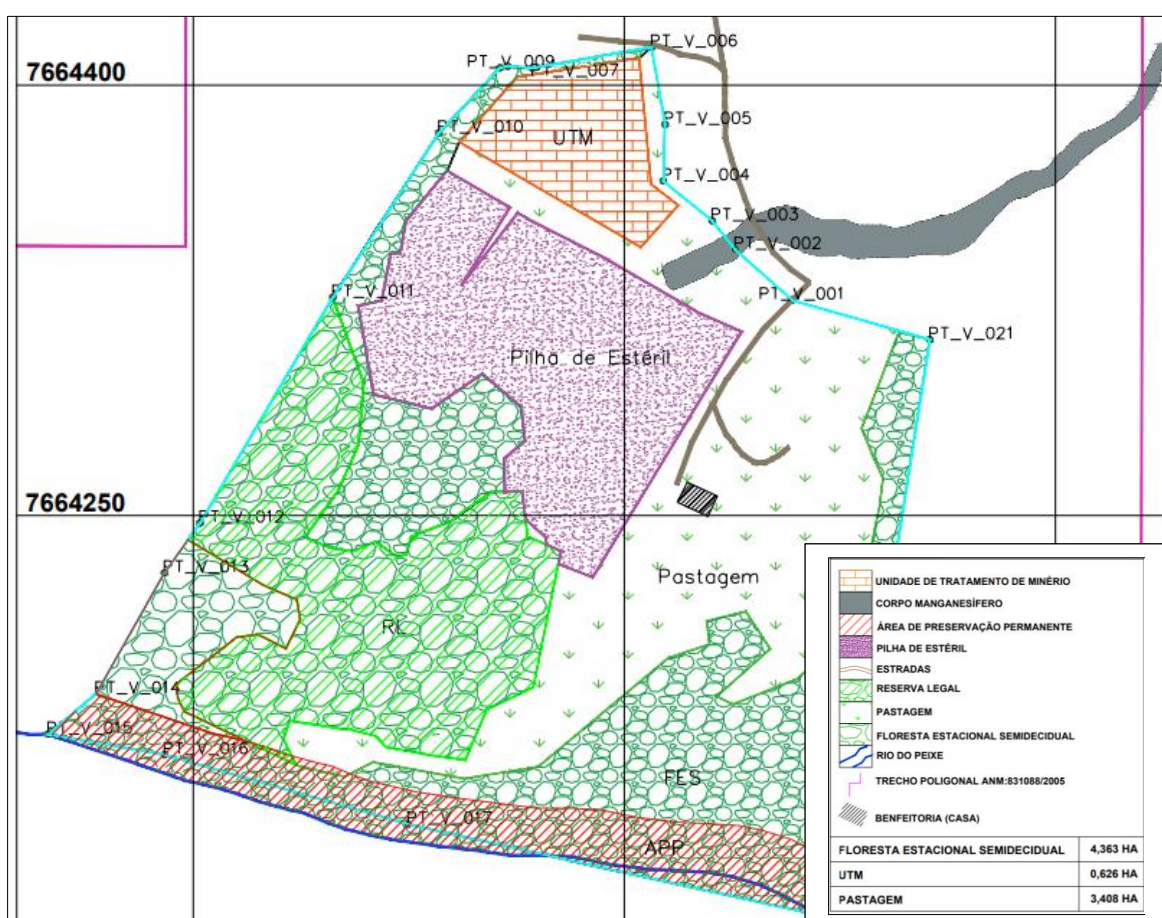 PT_V_006
PT_V_009
PT_V_007
7664400
PT_V_005
PT_V_010
UTM
PT_V_004
PT_V_003
PT_V_002
PT_V_011
PT_V_001
PT_V_021
Pilha de Estéril
7664250
PT_V_012
PT_V_013
Pastagem
RL
PT_V_014
PT_V_015
PT_V_016
FES
PT_V_017
APP
UNIDADE DE TRATAMENTO DE MINÉRIO
CORPO MANGANESÍFERO
ÁREA DE PRESERVAÇÃO PERMANENTE
PILHA DE ESTÉRIL
ESTRADAS
RESERVA LEGAL
PASTAGEM
FLORESTA ESTACIONAL SEMIDECIDUAL
RIO DO PEIXE
TRECHO POLIGONAL ANM:831088/2005
BENFEITORIA (CASA)
FLORESTA ESTACIONAL SEMIDECIDUAL 4,363 HA
UTM 0,626 HA
PASTAGEM 3,408 HA